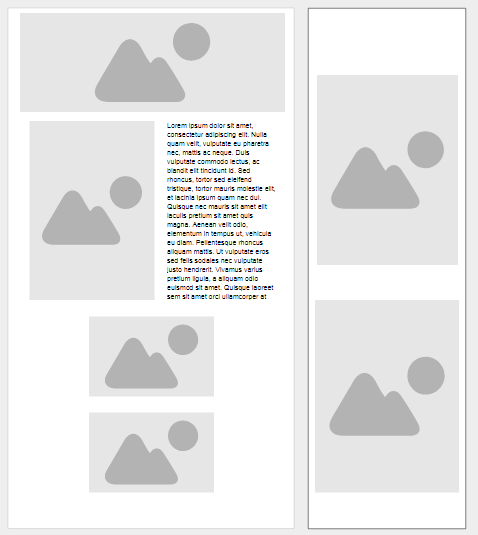 Lorem ipsum dolor sit amet,
consectetur adipiscing elit. Nulla
quam velit, vulputate eu pharetra
nec, mattis ac neque. Duis
vulputate commodo lectus, ac
blandit elit tincidunt id. Sed
rhoncus, tortor sed eleifend
tristique, tortor mauris molestie elit,
et lacinia ipsum quam nec dui.
Quisque nec mauris sit amet elit
iaculis pretium sit amet quis
magna. Aenean velit odio,
elementum in tempus ut, vehicula
eu diam. Pellentesque rhoncus
aliquam mattis. Ut vulputate eros
sed felis sodales nec vulputate
justo hendrerit. Vivamus varius
pretium ligula, a aliquam odio
euismod sit amet. Quisque laoreet
sem sit amet orci ullamcorper at